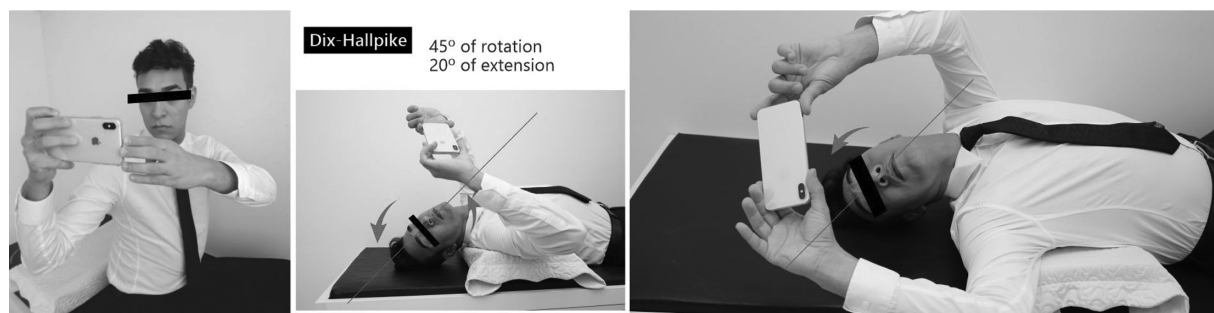 Dix-Hallpike
45º of rotation
20º of extension